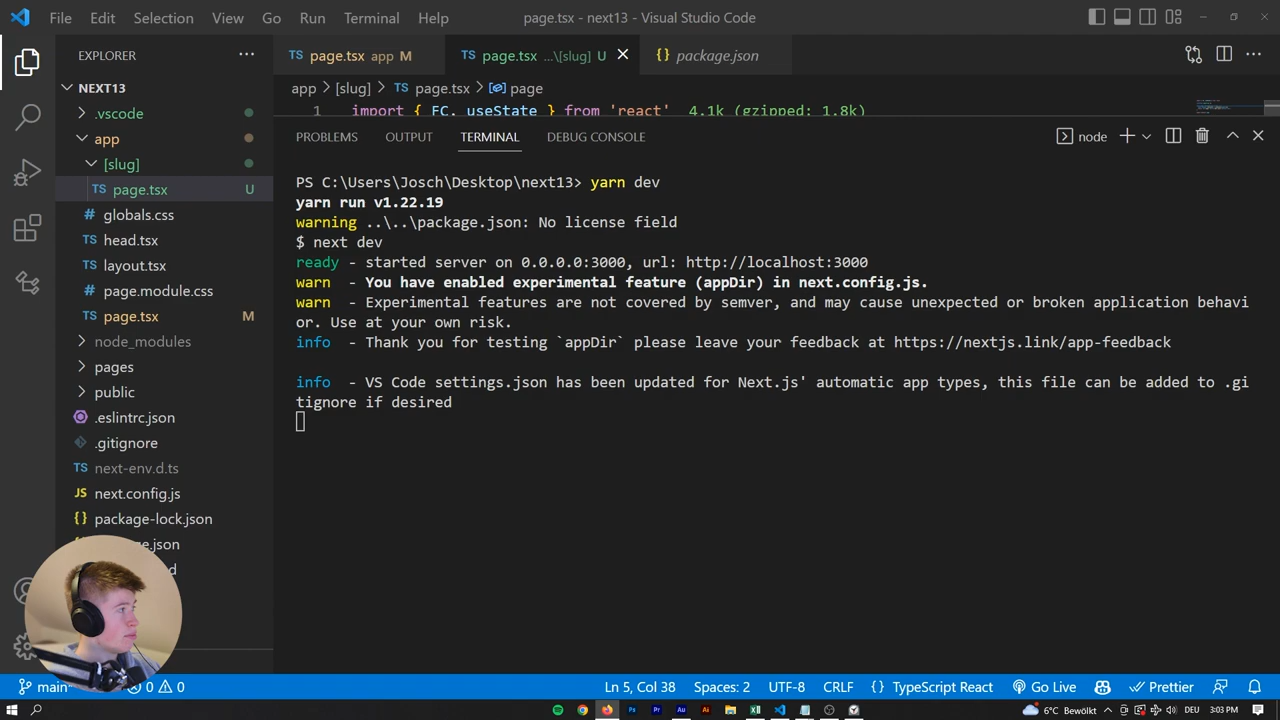 File Edit Selection View Go Run Terminal Help
page.tsx - next13 - Visual Studio Code
EXPLORER
page.tsx app M
page.tsx ...\[slug] U
package.json
NEXT13
.vscode
app
[slug]
page.tsx U
globals.css
head.tsx
layout.tsx
page.module.css
page.tsx M
node_modules
pages
public
.eslintrc.json
.gitignore
next-env.d.ts
next.config.js
package-lock.json
app > [slug] > page.tsx > page
1 import { FC, useState } from 'react' 4.1k (gzipped: 1.8k)
PROBLEMS OUTPUT TERMINAL DEBUG CONSOLE
node
PS C:\Users\Josch\Desktop\next13> yarn dev
yarn run v1.22.19
warning ..\..\package.json: No license field
$ next dev
ready - started server on 0.0.0.0:3000, url: http://localhost:3000
warn - You have enabled experimental feature (appDir) in next.config.js.
warn - Experimental features are not covered by semver, and may cause unexpected or broken application behavi
or. Use at your own risk.
info - Thank you for testing `appDir` please leave your feedback at https://nextjs.link/app-feedback
info - VS Code settings.json has been updated for Next.js' automatic app types, this file can be added to .gi
tignore if desired
main* 0 0
Ln 5, Col 38 Spaces: 2 UTF-8 CRLF { } TypeScript React Go Live Prettier
6°C Bewölkt DEU 3:03 PM